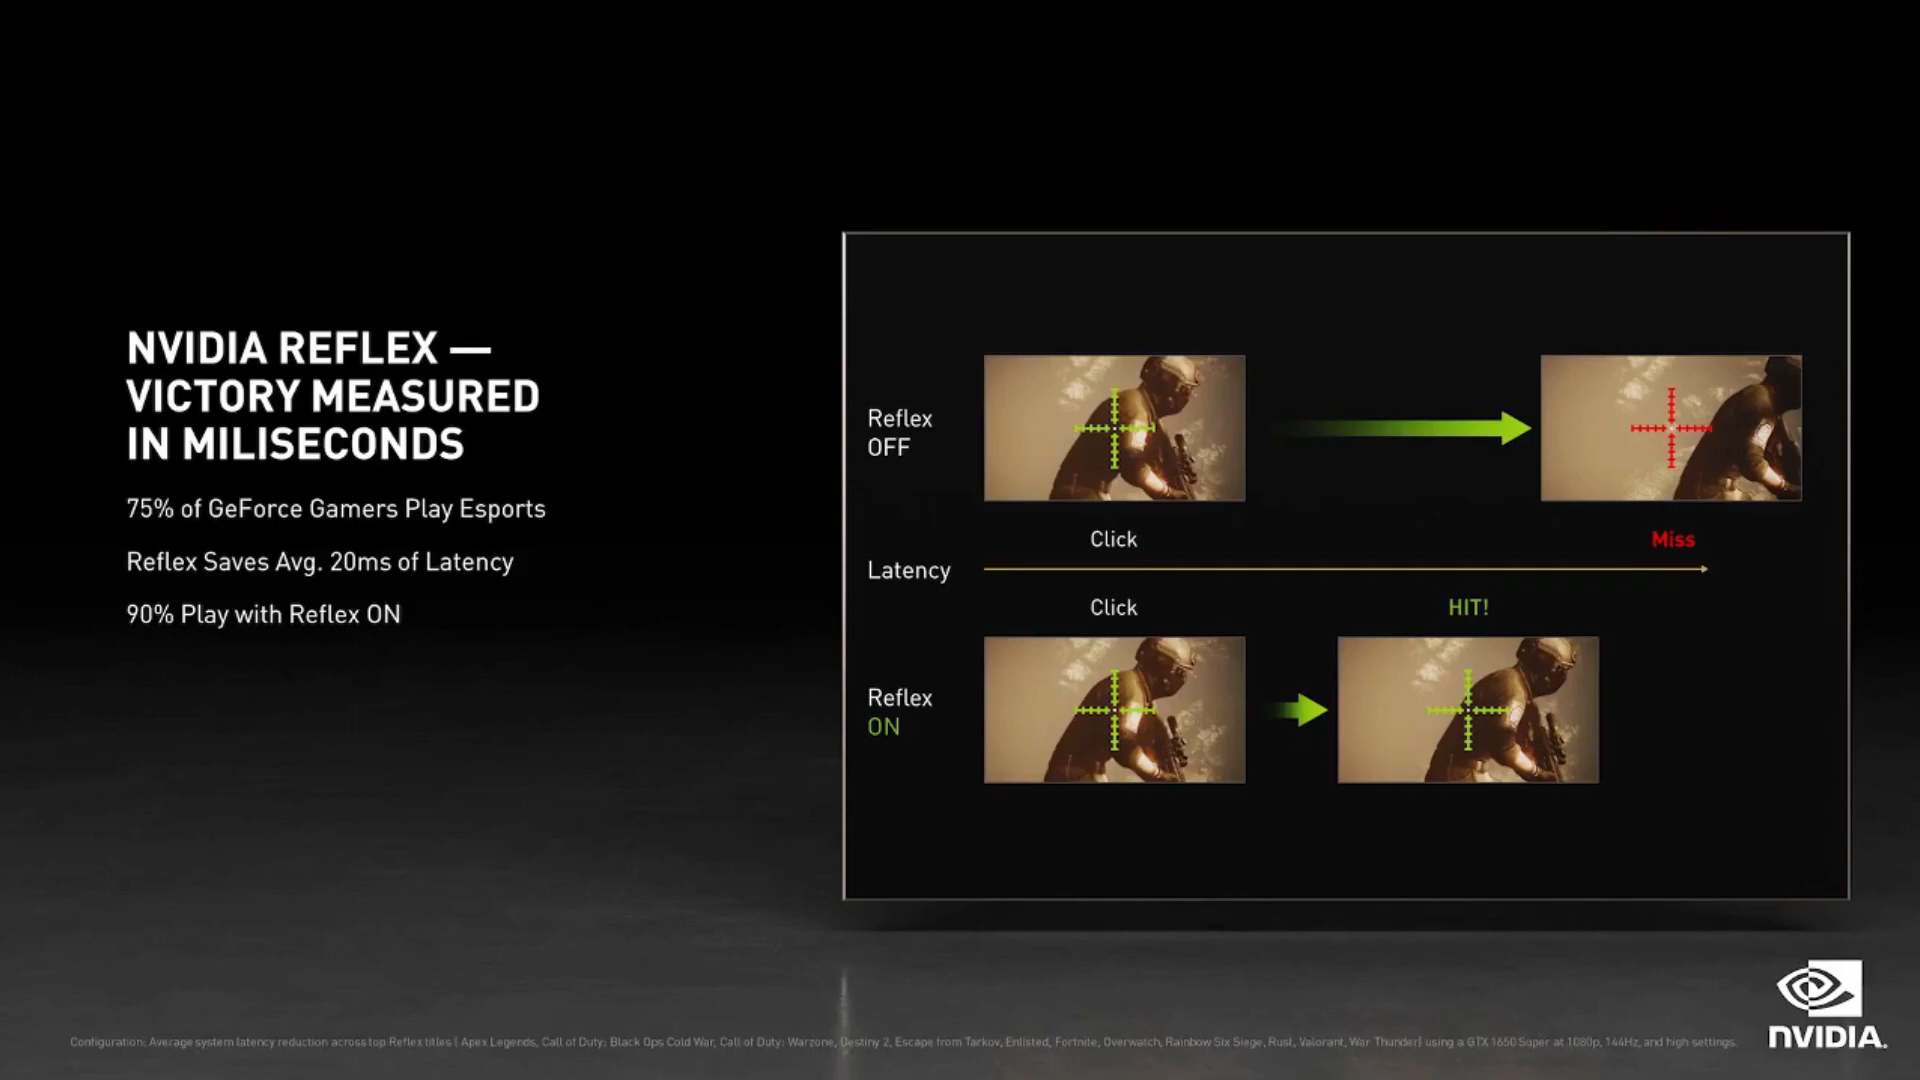 NVIDIA REFLEX —
VICTORY MEASURED
IN MILISECONDS
75% of GeForce Gamers Play Esports
Reflex Saves Avg. 20ms of Latency
90% Play with Reflex ON
Reflex
OFF
Click
Miss
Latency
Click
HIT!
Reflex
ON
NVIDIA.
Configuration: Average system latency reduction across top Reflex titles ( Apex Legends, Call of Duty: Black Ops Cold War, Call of Duty: Warzone, Destiny 2, Escape from Tarkov, Enlisted, Fortnite, Overwatch, Rainbow Six Siege, Rust, Valorant, War Thunder) using a GTX 1650 Super at 1080p, 144Hz, and high settings.